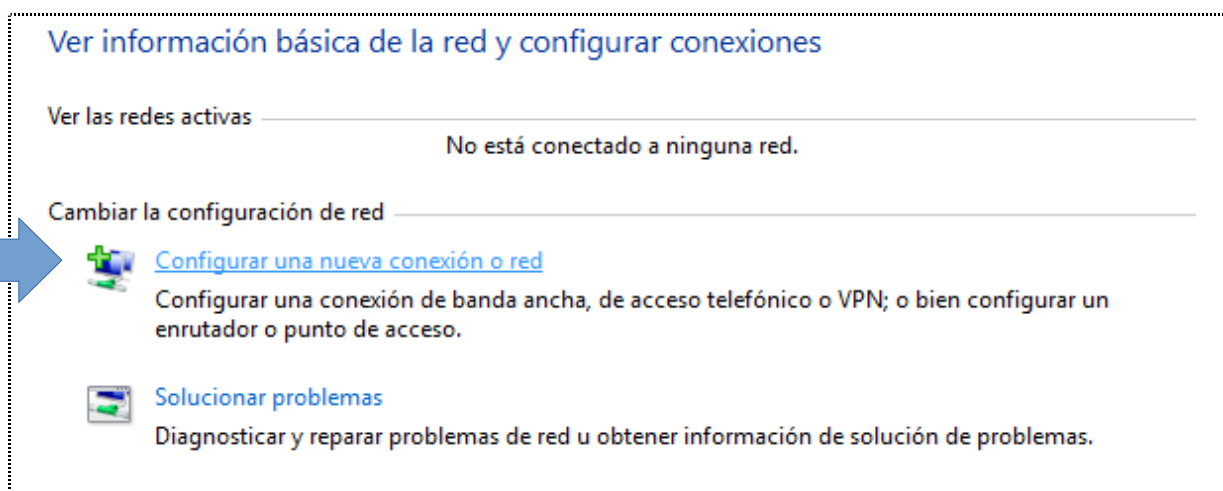 Ver información básica de la red y configurar conexiones
Ver las redes activas
No está conectado a ninguna red.
Cambiar la configuración de red
Configurar una nueva conexión o red
Configurar una conexión de banda ancha, de acceso telefónico o VPN; o bien configurar un
enrutador o punto de acceso.
Solucionar problemas
Diagnosticar y reparar problemas de red u obtener información de solución de problemas.